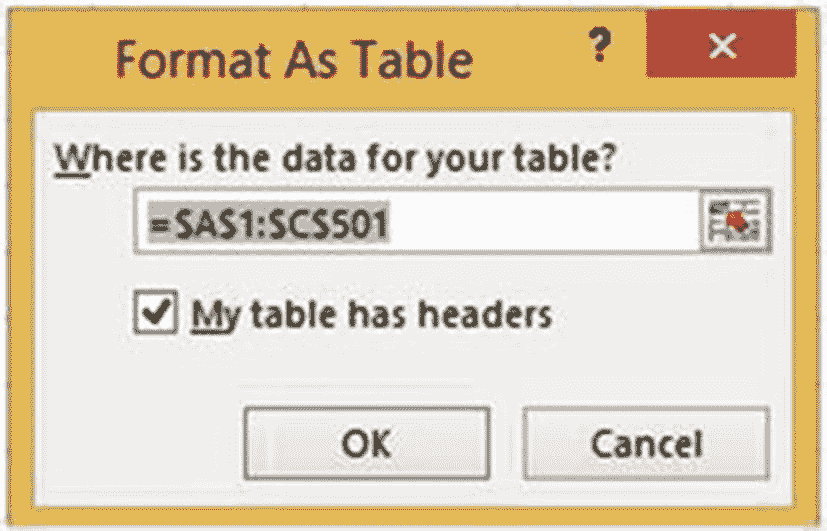 Format As Table ?
Where is the data for your table?
=$A$1:$C$501
My table has headers
OK Cancel